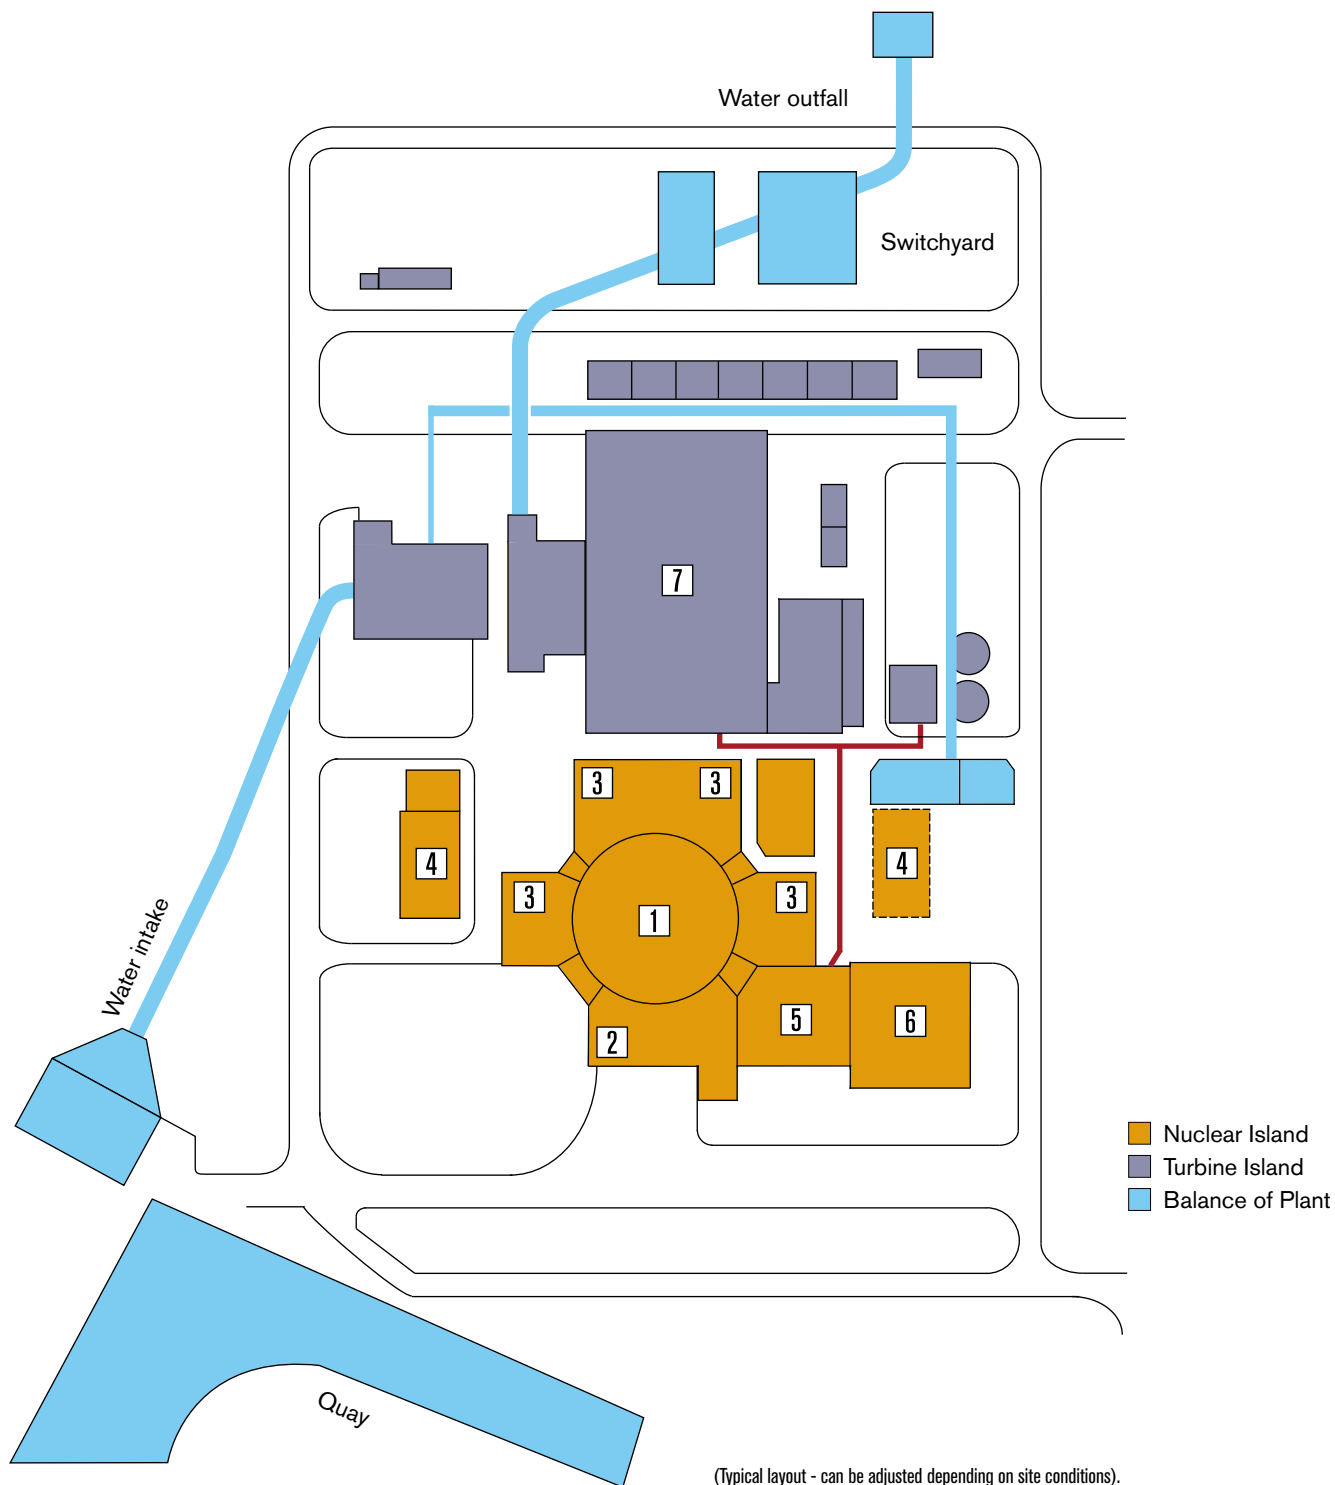 Water outfall
Switchyard
7
3
3
4
4
3
3
1
Water intake
5
6
2
Nuclear Island
Turbine Island
Balance of Plant
Quay
(Typical layout - can be adjusted depending on site conditions).